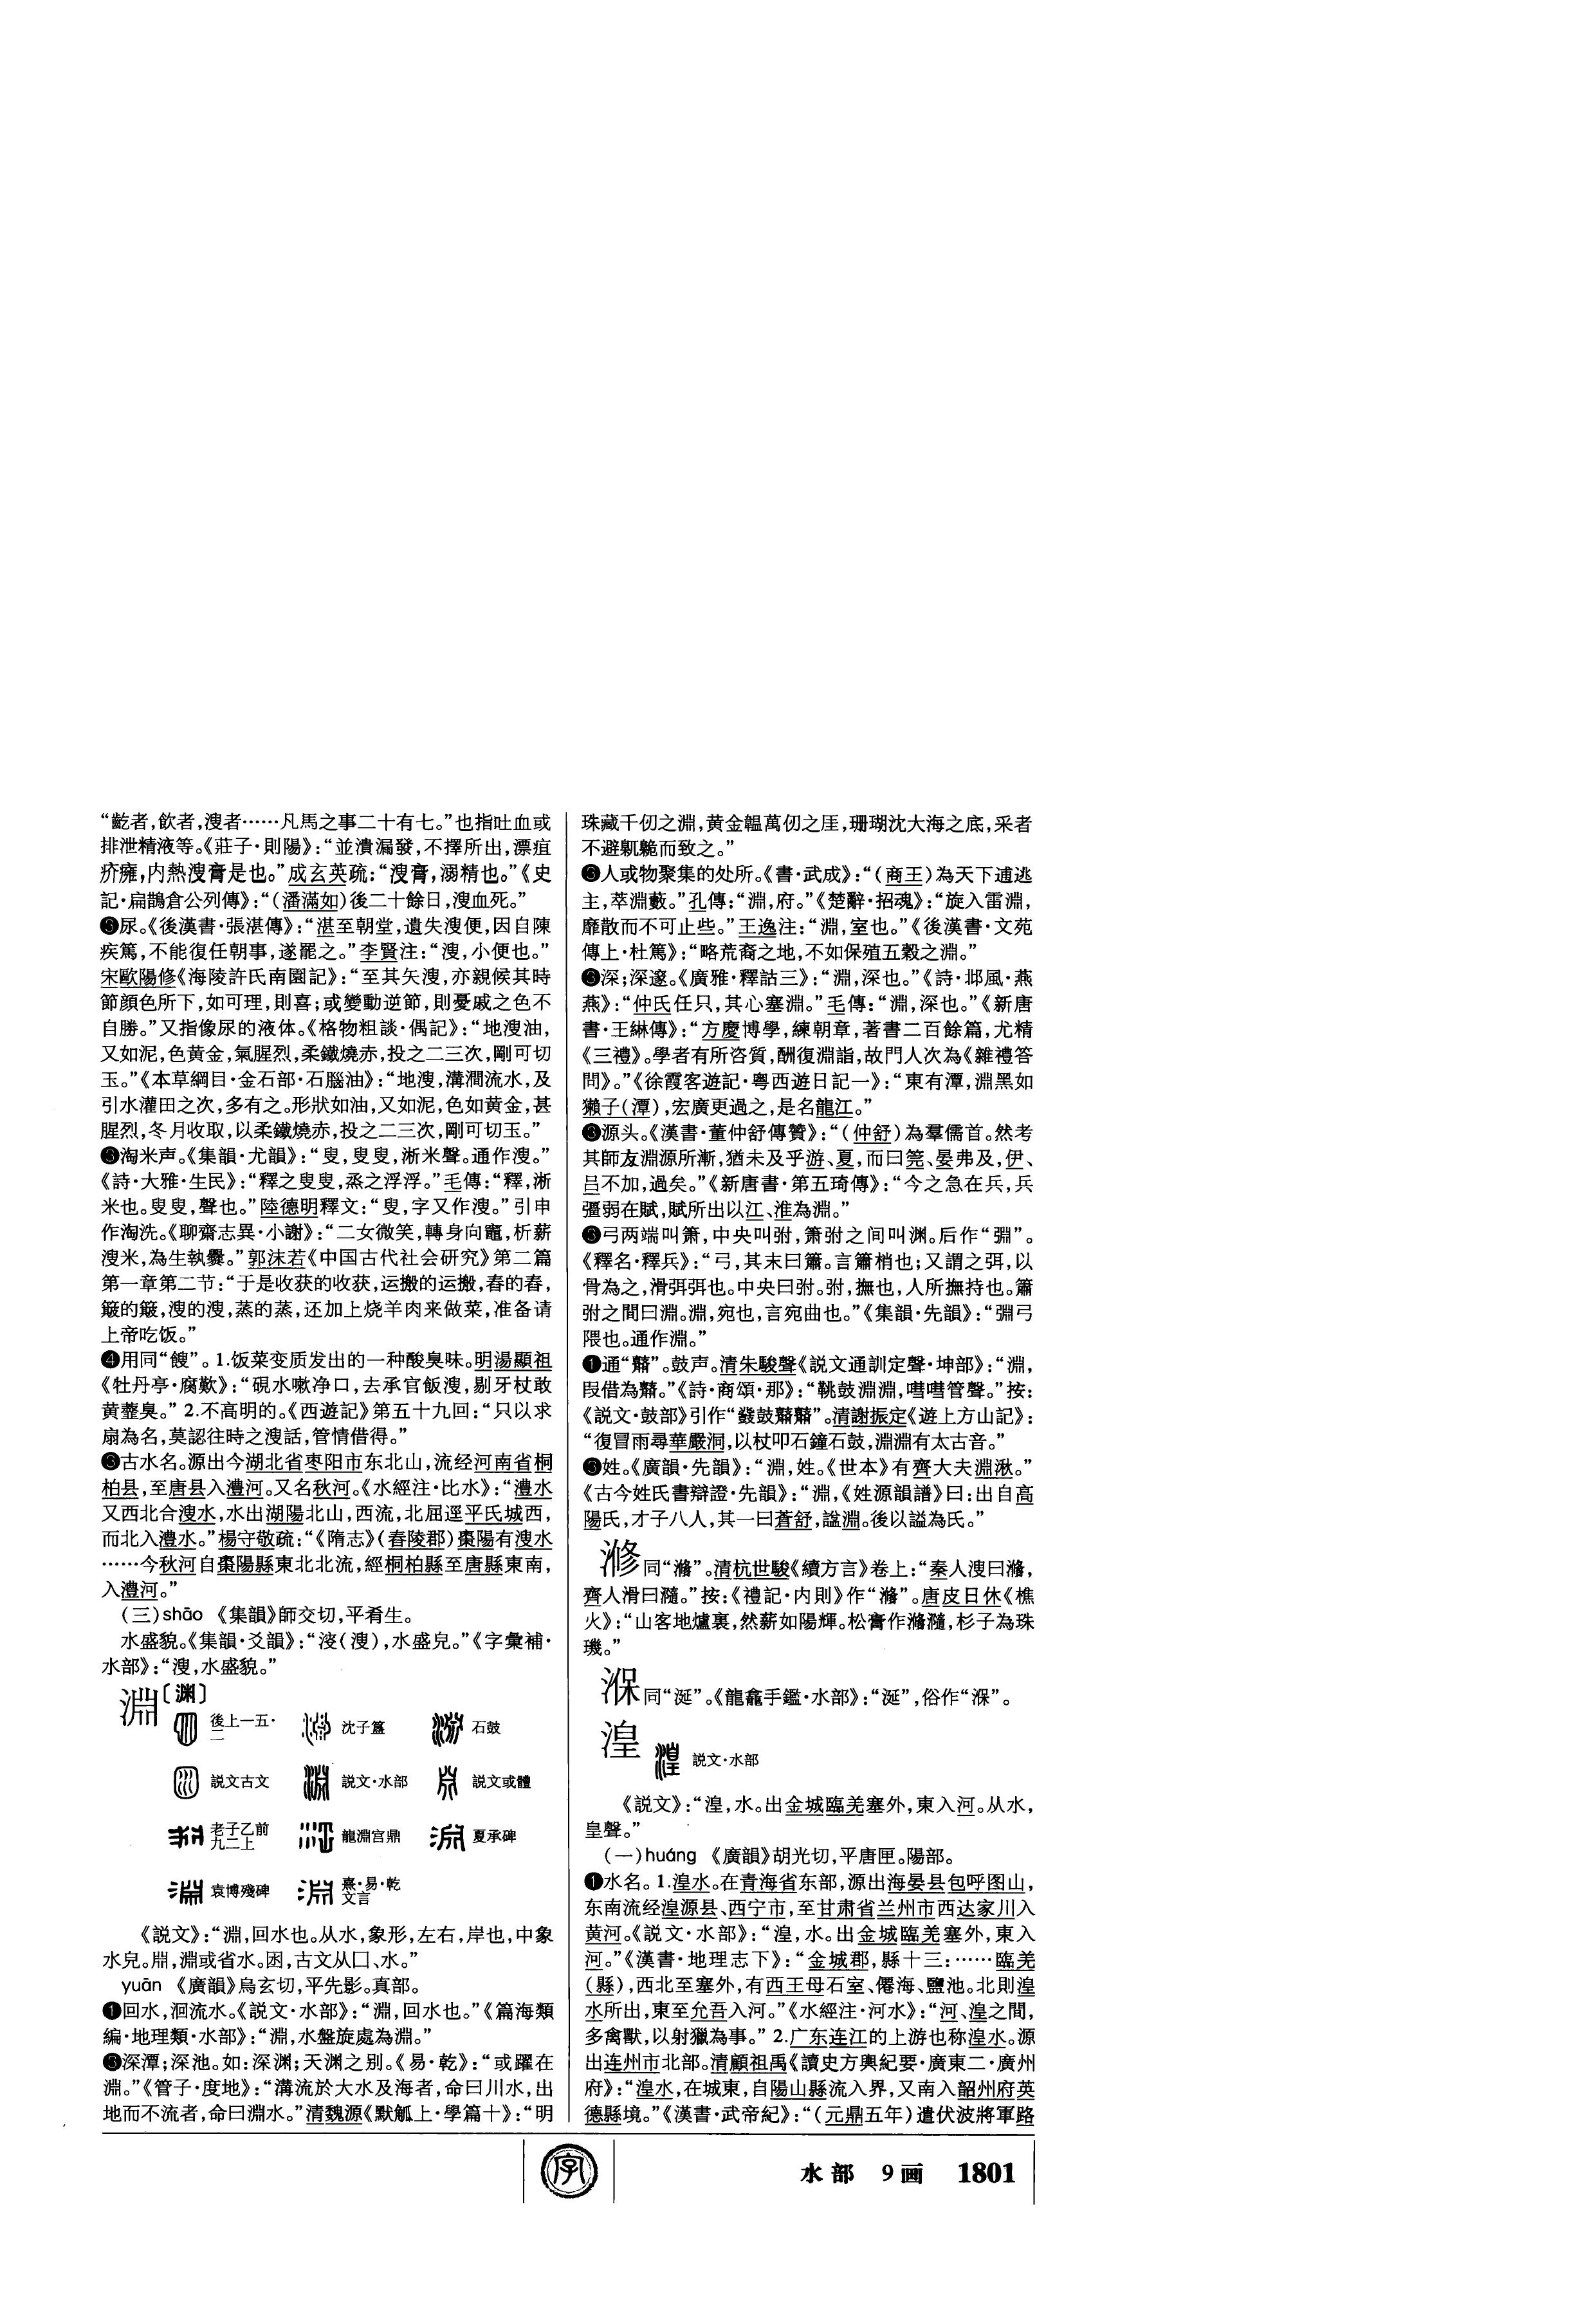 “齕者，飲者，溲者……凡馬之事二十有七。”也指吐血或
排泄精液等。《莊子·則陽》：“並潰漏發，不擇所出，漂疽
疥癰，内熱溲膏是也。”成玄英疏：“溲膏，溺精也。”《史
記·扁鵲倉公列傳》：“（潘滿如）後二十餘日，溲血死。”
❸尿。《後漢書·張湛傳》：“湛至朝堂，遺失溲便，因自陳
疾篤，不能復任朝事，遂罷之。”李賢注：“溲，小便也。”
宋歐陽修《海陵許氏南園記》：“至其矢溲，亦親候其時
節顔色所下，如可理，則喜；或變動逆節，則憂戚之色不
自勝。”又指像尿的液体。《格物粗談·偶記》：“地溲油，
又如泥，色黄金，氣腥烈，柔鐵燒赤，投之二三次，剛可切
玉。”《本草綱目·金石部·石腦油》：“地溲，溝澗流水，及
引水灌田之次，多有之。形狀如油，又如泥，色如黄金，甚
腥烈，冬月收取，以柔鐵燒赤，投之二三次，剛可切玉。”
❸淘米声。《集韻·尤韻》：“叟，叟叟，淅米聲。通作溲。”
《詩·大雅·生民》：“釋之叟叟，烝之浮浮。”毛傳：“釋，淅
米也。叟叟，聲也。”陸德明釋文：“叟，字又作溲。”引申
作淘洗。《聊齋志異·小謝》：“二女微笑，轉身向竈，析薪
溲米，為生執爨。”郭沫若《中国古代社会研究》第二篇
第一章第二节：“于是收获的收获，运搬的运搬，舂的舂，
簸的簸，溲的溲，蒸的蒸，还加上烧羊肉来做菜，准备请
上帝吃饭。”
❹用同“餿”。1.饭菜变质发出的一种酸臭味。明湯顯祖
《牡丹亭·腐歎》：“硯水嗽净口，去承官飯溲，剔牙杖敢
黄虀臭。”2.不高明的。《西遊記》第五十九回：“只以求
扇為名，莫認往時之溲話，管情借得。”
❸古水名。源出今湖北省枣阳市东北山，流经河南省桐
柏县，至唐县入澧河。又名秋河。《水經注·比水》：“澧水
又西北合溲水，水出湖陽北山，西流，北屈逕平氏城西，
而北入澧水。”楊守敬疏：“《隋志》（舂陵郡）棗陽有溲水
……今秋河自棗陽縣東北北流，經桐柏縣至唐縣東南，
入澧河。”
（三）shāo 《集韻》師交切，平肴生。
水盛貌。《集韻·爻韻》：“㴑（溲），水盛皃。”《字彙補·
水部》：“溲，水盛貌。”
淵〔渊〕
後上一五·二 沈子簋 石鼓
説文古文 説文·水部 説文或體
老子乙前九二上 龍淵宫鼎 夏承碑
袁博殘碑 熹·易·乾文言
《説文》：“淵，回水也。从水，象形，左右，岸也，中象
水皃。𣶒，淵或省水。囦，古文从囗、水。”
yuān 《廣韻》烏玄切，平先影。真部。
❶回水，洄流水。《説文·水部》：“淵，回水也。”《篇海類
編·地理類·水部》：“淵，水盤旋處為淵。”
❸深潭；深池。如：深渊；天渊之别。《易·乾》：“或躍在
淵。”《管子·度地》：“溝流於大水及海者，命曰川水，出
地而不流者，命曰淵水。”清魏源《默觚上·學篇十》：“明
珠藏千仞之淵，黄金韞萬仞之厓，珊瑚沈大海之底，采者
不避𠨜𠨚而致之。”
❸人或物聚集的处所。《書·武成》：“（商王）為天下逋逃
主，萃淵藪。”孔傳：“淵，府。”《楚辭·招魂》：“旋入雷淵，
靡散而不可止些。”王逸注：“淵，室也。”《後漢書·文苑
傳上·杜篤》：“略荒裔之地，不如保殖五穀之淵。”
❸深；深邃。《廣雅·釋詁三》：“淵，深也。”《詩·邶風·燕
燕》：“仲氏任只，其心塞淵。”毛傳：“淵，深也。”《新唐
書·王綝傳》：“方慶博學，練朝章，著書二百餘篇，尤精
《三禮》。學者有所咨質，酬復淵詣，故門人次為《雜禮答
問》。”《徐霞客遊記·粤西遊日記一》：“東有潭，淵黑如
獺子（潭），宏廣更過之，是名龍江。”
❸源头。《漢書·董仲舒傳贊》：“（仲舒）為羣儒首。然考
其師友淵源所漸，猶未及乎游、夏，而曰筦、晏弗及，伊、
吕不加，過矣。”《新唐書·第五琦傳》：“今之急在兵，兵
彊弱在賦，賦所出以江、淮為淵。”
❸弓两端叫箫，中央叫弣，箫弣之间叫渊。后作“弲”。
《釋名·釋兵》：“弓，其末曰簫。言簫梢也；又謂之弭，以
骨為之，滑弭弭也。中央曰弣。弣，撫也，人所撫持也。簫
弣之間曰淵。淵，宛也，言宛曲也。”《集韻·先韻》：“淵弓
隈也。通作淵。”
❶通“鼘”。鼓声。清朱駿聲《説文通訓定聲·坤部》：“淵，
叚借為鼘。”《詩·商頌·那》：“鞉鼓淵淵，嘒嘒管聲。”按：
《説文·鼓部》引作“鼗鼓鼘鼘”。清謝振定《遊上方山記》：
“復冒雨尋華嚴洞，以杖叩石鐘石鼓，淵淵有太古音。”
❸姓。《廣韻·先韻》：“淵，姓。《世本》有齊大夫淵湫。”
《古今姓氏書辯證·先韻》：“淵，《姓源韻譜》曰：出自高
陽氏，才子八人，其一曰蒼舒，謚淵。後以謚為氏。”
滫同“瀡”。清杭世駿《續方言》卷上：“秦人溲曰滫，
齊人滑曰瀡。”按：《禮記·内則》作“滫”。唐皮日休《樵
火》：“山客地爐裏，然薪如陽輝。松膏作滫瀡，杉子為珠
璣。”
湺同“涎”。《龍龕手鑑·水部》：“涎”，俗作“湺”。
湟
説文·水部
《説文》：“湟，水。出金城臨羌塞外，東入河。从水，
皇聲。”
（一）huáng 《廣韻》胡光切，平唐匣。陽部。
❶水名。1.湟水。在青海省东部，源出海晏县包呼图山，
东南流经湟源县、西宁市，至甘肃省兰州市西达家川入
黄河。《説文·水部》：“湟，水。出金城臨羌塞外，東入
河。”《漢書·地理志下》：“金城郡，縣十三：……臨羌
（縣），西北至塞外，有西王母石室、僊海、鹽池。北則湟
水所出，東至允吾入河。”《水經注·河水》：“河、湟之間，
多禽獸，以射獵為事。”2.广东连江的上游也称湟水。源
出连州市北部。清顧祖禹《讀史方輿紀要·廣東二·廣州
府》：“湟水，在城東，自陽山縣流入界，又南入韶州府英
德縣境。”《漢書·武帝紀》：“（元鼎五年）遣伏波將軍路
字
水部 9画 1801